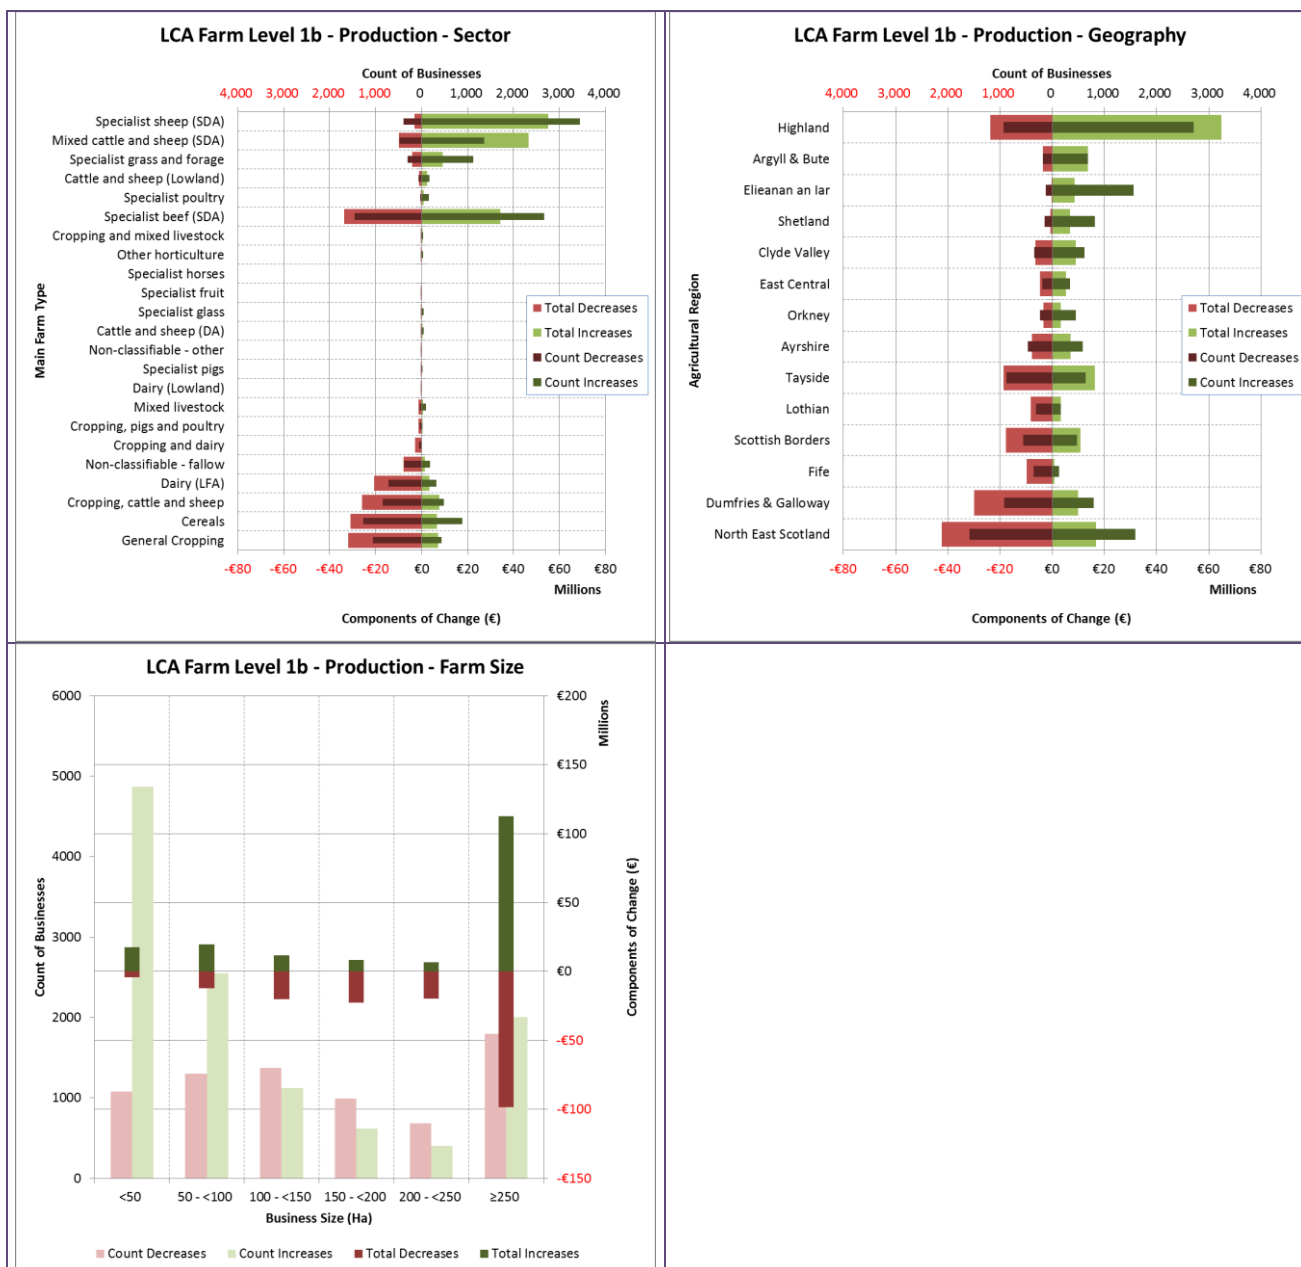 LCA Farm Level 1b - Production - Sector
Count of Businesses
4,000 3,000 2,000 1,000 0 1,000 2,000 3,000 4,000
Main Farm Type
Specialist sheep (SDA)
Mixed cattle and sheep (SDA)
Specialist grass and forage
Cattle and sheep (Lowland)
Specialist poultry
Specialist beef (SDA)
Cropping and mixed livestock
Other horticulture
Specialist horses
Specialist fruit
Specialist glass
Cattle and sheep (DA)
Non-classifiable - other
Specialist pigs
Dairy (Lowland)
Mixed livestock
Cropping, pigs and poultry
Cropping and dairy
Non-classifiable - fallow
Dairy (LFA)
Cropping, cattle and sheep
Cereals
General Cropping
Total Decreases
Total Increases
Count Decreases
Count Increases
-€80 -€60 -€40 -€20 €0 €20 €40 €60 €80
Millions
Components of Change (€)
LCA Farm Level 1b - Production - Geography
Count of Businesses
4,000 3,000 2,000 1,000 0 1,000 2,000 3,000 4,000
Agricultural Region
Highland
Argyll & Bute
Elieanan an Iar
Shetland
Clyde Valley
East Central
Orkney
Ayrshire
Tayside
Lothian
Scottish Borders
Fife
Dumfries & Galloway
North East Scotland
Total Decreases
Total Increases
Count Decreases
Count Increases
-€80 -€60 -€40 -€20 €0 €20 €40 €60 €80
Millions
Components of Change (€)
LCA Farm Level 1b - Production - Farm Size
Count of Businesses
6000
5000
4000
3000
2000
1000
0
€200
€150
€100
€50
€0
-€50
-€100
-€150
Millions
Components of Change (€)
<50 50 - <100 100 - <150 150 - <200 200 - <250 ≥250
Business Size (Ha)
Count Decreases Count Increases Total Decreases Total Increases